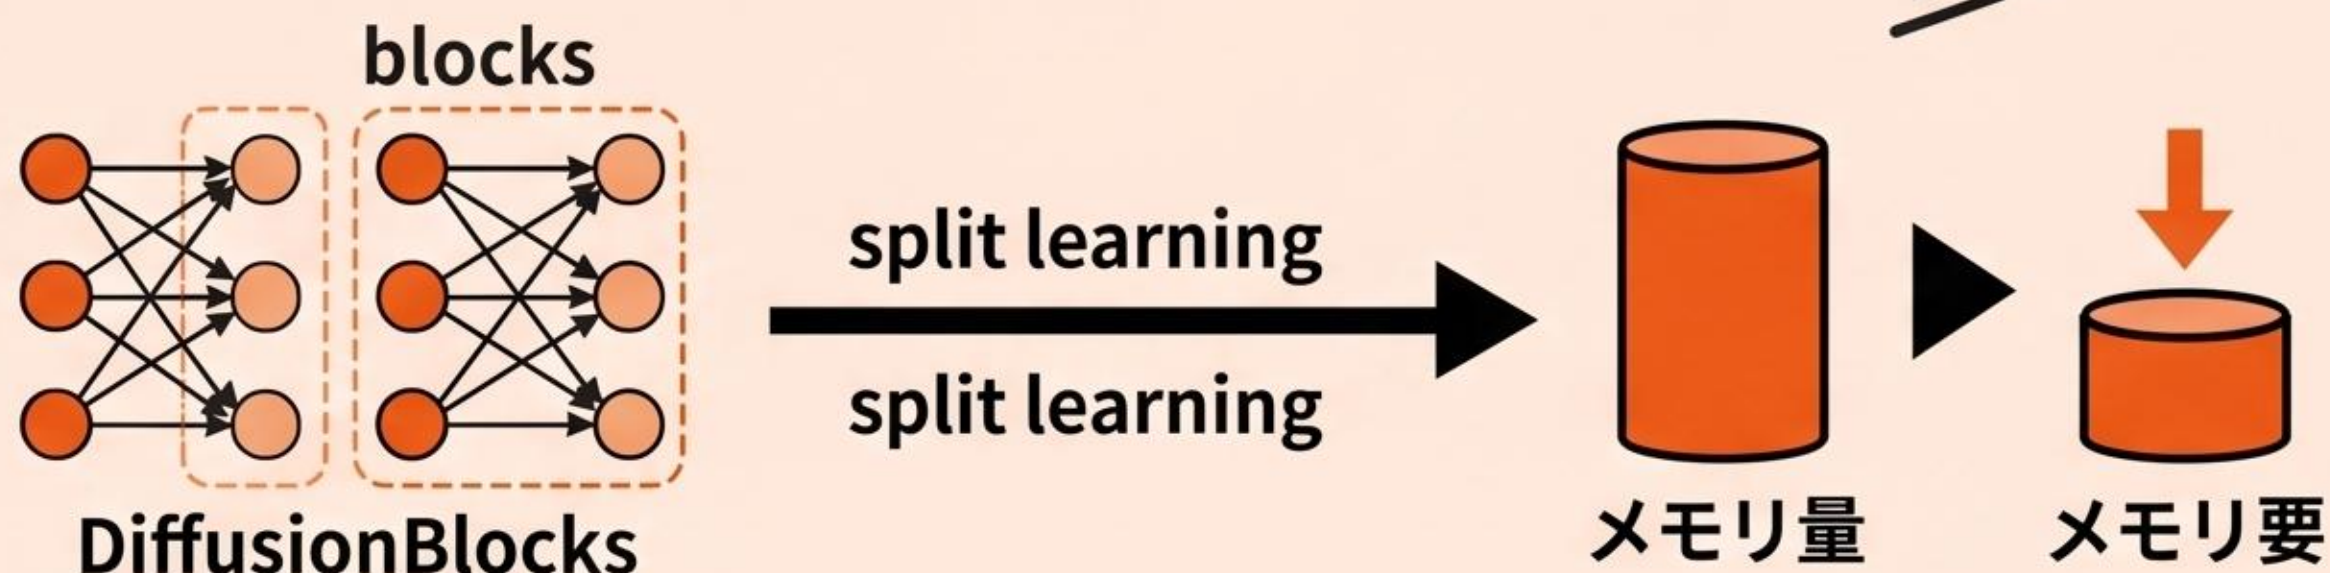 blocks
split learning
split learning
DiffusionBlocks
メモリ量
メモリ要